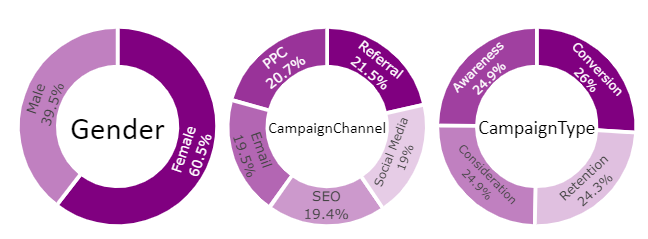 Male
39.5%
Gender
Female
60.5%
PPC
20.7%
Referral
21.5%
CampaignChannel
Email
19.5%
Social Media
19%
SEO
19.4%
Awareness
24.9%
Conversion
26%
CampaignType
Consideration
24.9%
Retention
24.3%